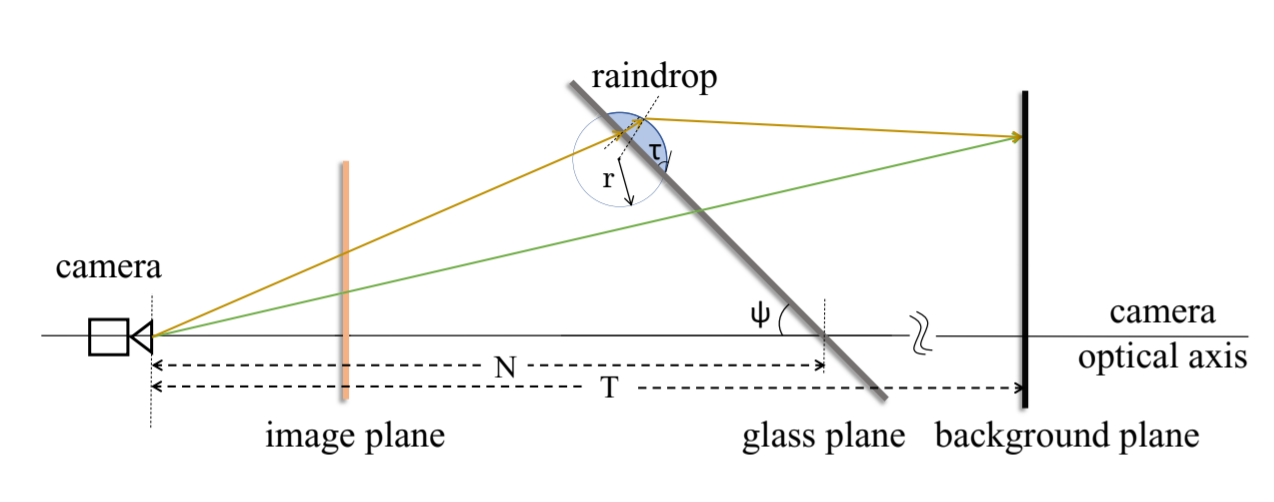 raindrop
τ
r
camera
ψ
camera
optical axis
N
T
image plane
glass plane
background plane